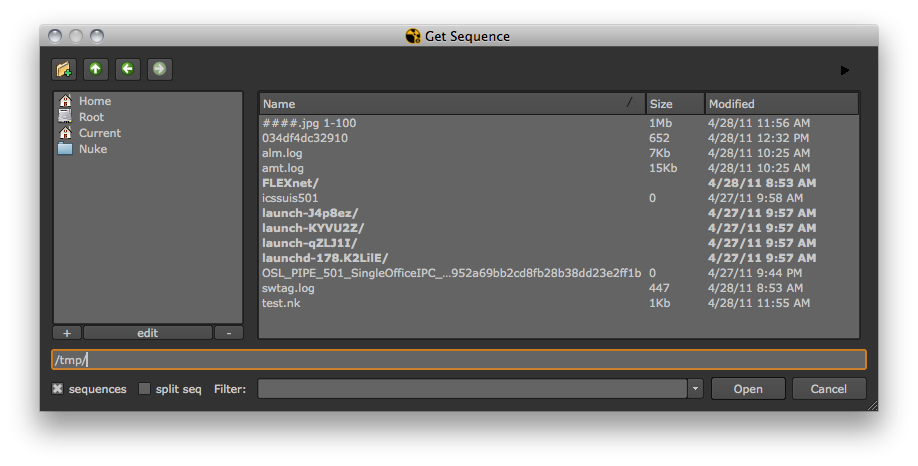 Get Sequence
Home
Root
Current
Nuke
+ edit -
Name / Size Modified
####.jpg 1-100 1Mb 4/28/11 11:56 AM
034df4dc32910 652 4/28/11 12:32 PM
alm.log 7Kb 4/28/11 10:25 AM
amt.log 15Kb 4/28/11 10:25 AM
FLEXnet/ 4/28/11 8:53 AM
icssuis501 0 4/27/11 9:58 AM
launch-J4p8ez/ 4/27/11 9:57 AM
launch-KYVU2Z/ 4/27/11 9:57 AM
launch-qZLJ1I/ 4/27/11 9:57 AM
launchd-178.K2LilE/ 4/27/11 9:57 AM
OSL_PIPE_501_SingleOfficeIPC_...952a69bb2cd8fb28b38dd23e2ff1b 0 4/27/11 9:44 PM
swtag.log 447 4/28/11 8:53 AM
test.nk 1Kb 4/28/11 11:55 AM
/tmp/
sequences split seq Filter: Open Cancel